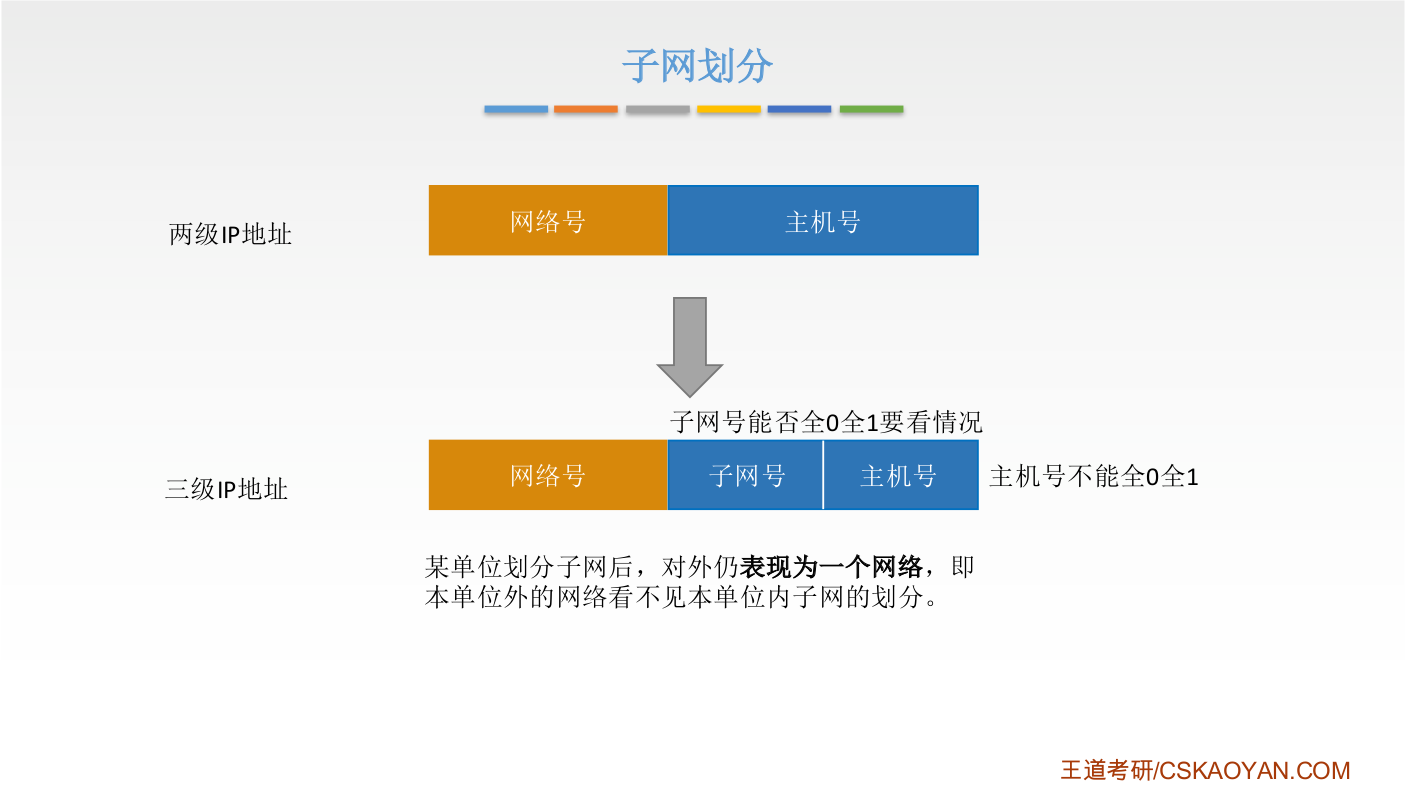 子网划分
两级IP地址
网络号
主机号
子网号能否全0全1要看情况
三级IP地址
网络号
子网号
主机号
主机号不能全0全1
某单位划分子网后，对外仍表现为一个网络，即
本单位外的网络看不见本单位内子网的划分。
王道考研/CSKAOYAN.COM